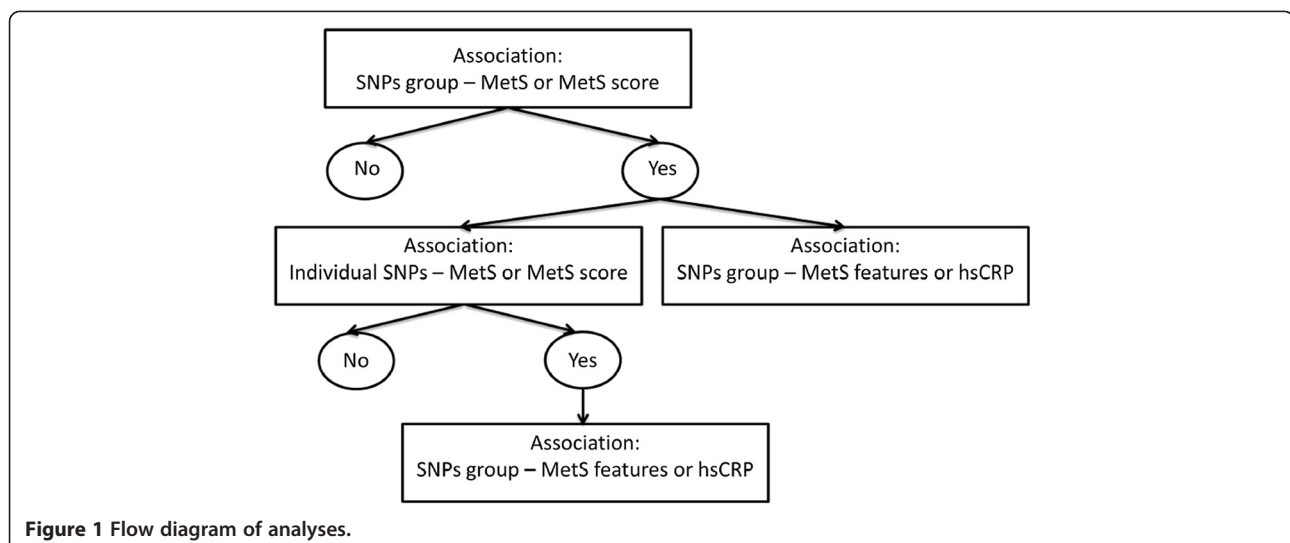 Association:
SNPs group – MetS or MetS score
No
Yes
Association:
Individual SNPs – MetS or MetS score
Association:
SNPs group – MetS features or hsCRP
No
Yes
Association:
SNPs group – MetS features or hsCRP
Figure 1 Flow diagram of analyses.